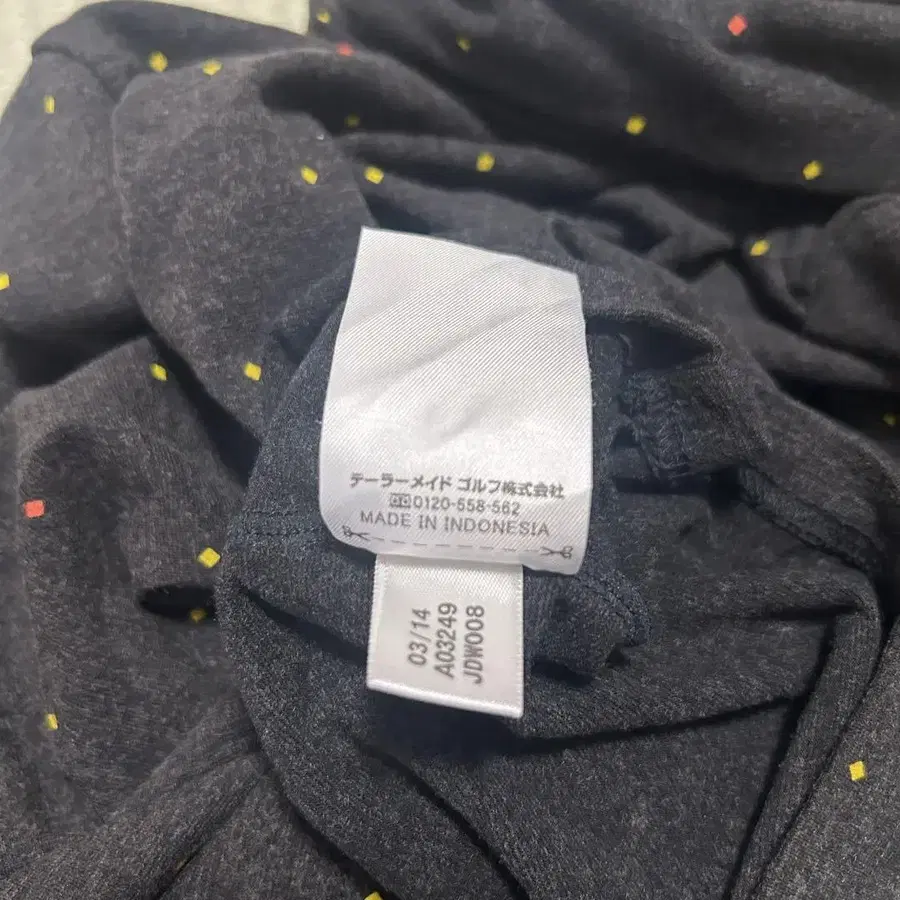 テーラーメイド ゴルフ株式会社
0120-558-562
MADE IN INDONESIA
03/14
A03249
JDW008